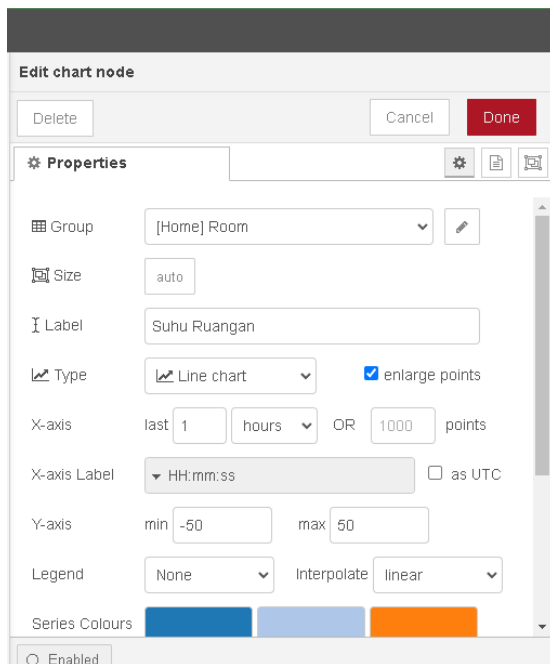 Edit chart node
Delete Cancel Done
Properties
Group [Home] Room
Size auto
Label Suhu Ruangan
Type Line chart enlarge points
X-axis last 1 hours OR 1000 points
X-axis Label HH:mm:ss as UTC
Y-axis min -50 max 50
Legend None Interpolate linear
Series Colours
Enabled